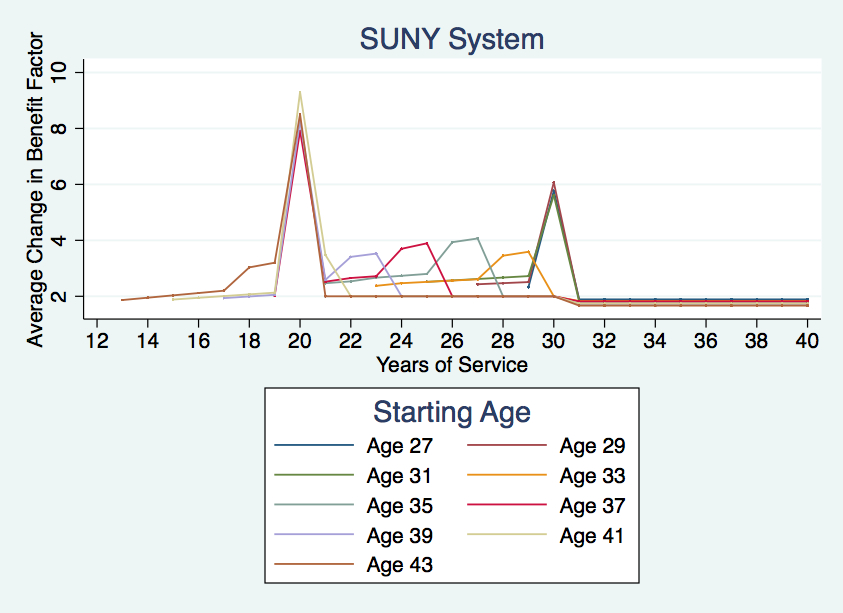 SUNY System
Average Change in Benefit Factor
10
8
6
4
2
12 14 16 18 20 22 24 26 28 30 32 34 36 38 40
Years of Service
Starting Age
Age 27 Age 29
Age 31 Age 33
Age 35 Age 37
Age 39 Age 41
Age 43